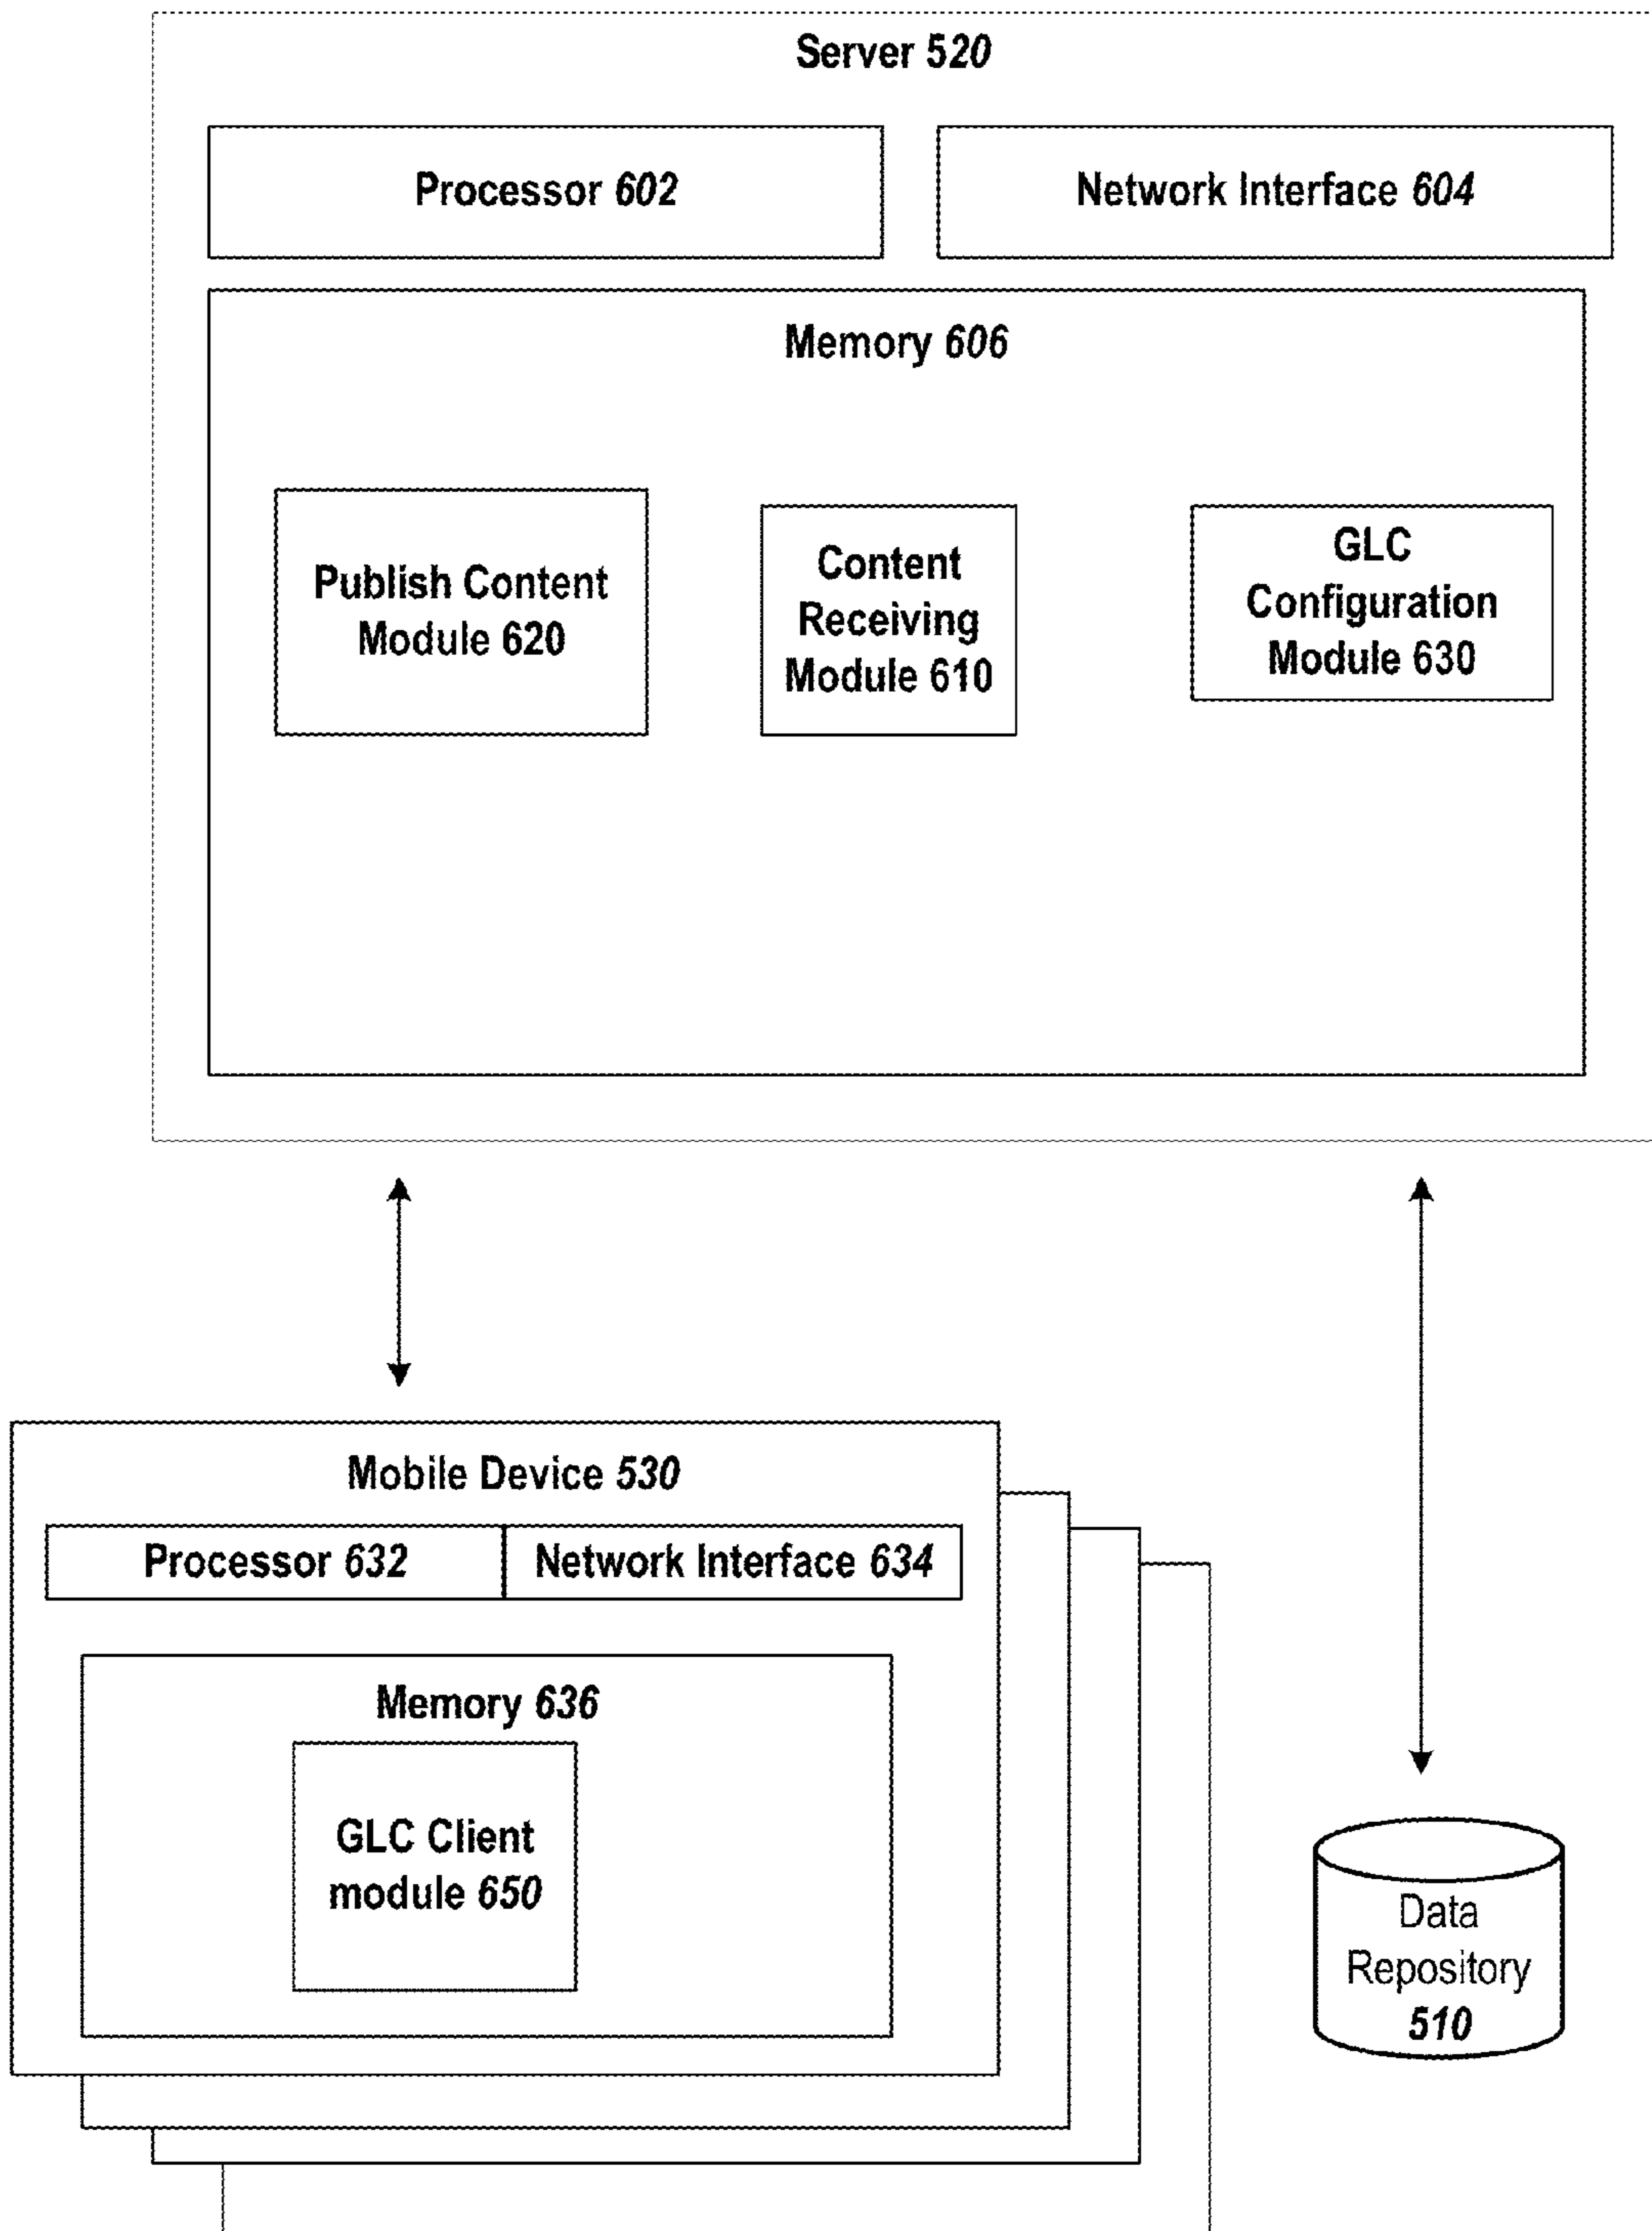 Server 520
Processor 602
Network Interface 604
Memory 606
Publish Content
Module 620
Content
Receiving
Module 610
GLC
Configuration
Module 630
Mobile Device 530
Processor 632
Network Interface 634
Memory 636
GLC Client
module 650
Data
Repository
510